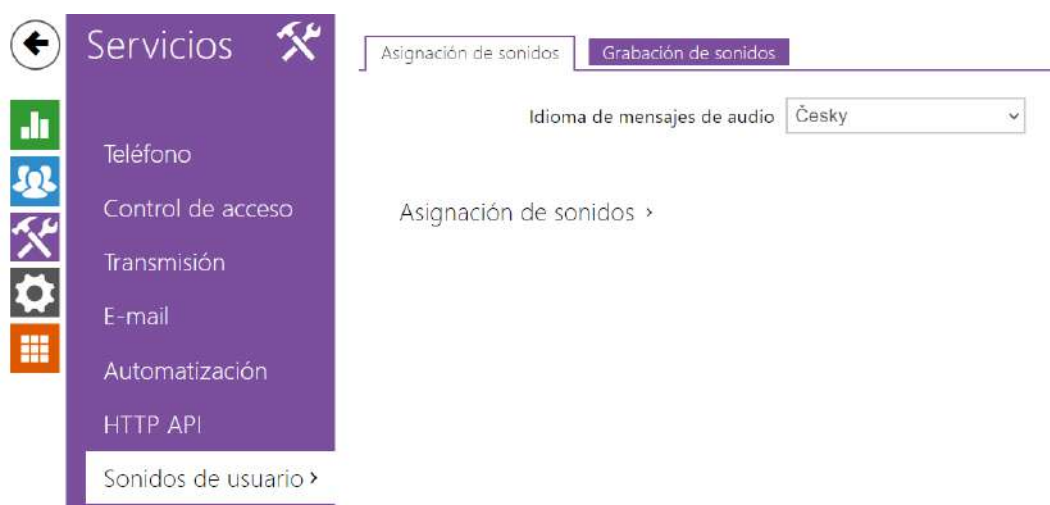 Servicios
Teléfono
Control de acceso
Transmisión
E-mail
Automatización
HTTP API
Sonidos de usuario ›
Asignación de sonidos
Grabación de sonidos
Idioma de mensajes de audio Česky
Asignación de sonidos ›